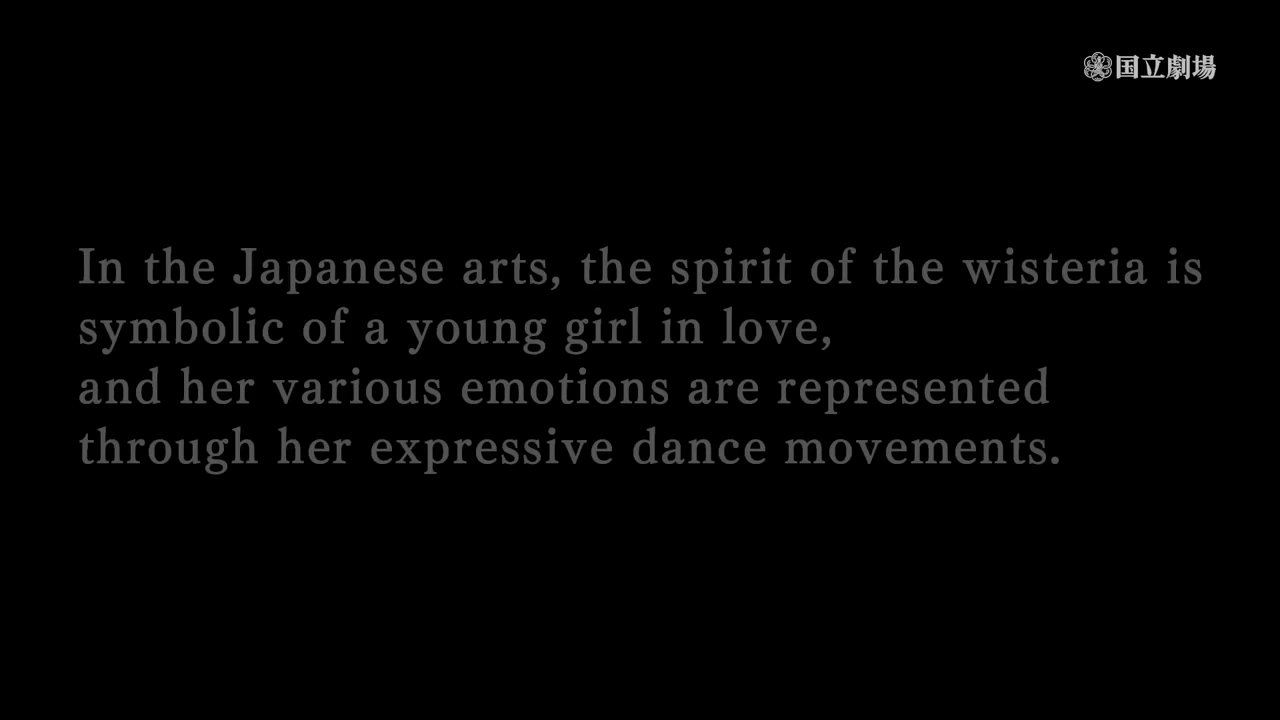 国立劇場
In the Japanese arts, the spirit of the wisteria is
symbolic of a young girl in love,
and her various emotions are represented
through her expressive dance movements.